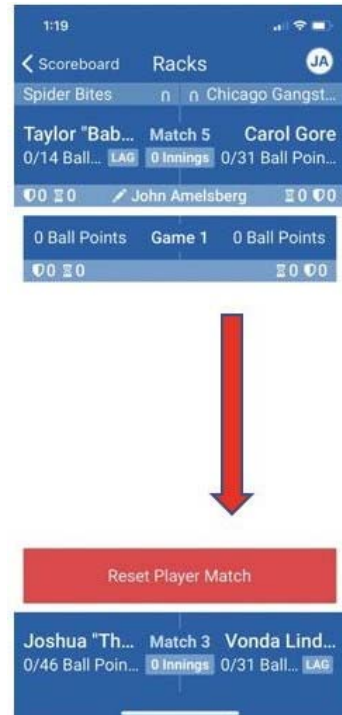 1:19
Scoreboard Racks JA
Spider Bites ∩ ∩ Chicago Gangst...
Taylor "Bab... Match 5 Carol Gore
0/14 Ball... LAG 0 Innings 0/31 Ball Poin...
0 0 John Amelsberg 0 0
0 Ball Points Game 1 0 Ball Points
0 0 0 0
Reset Player Match
Joshua "Th... Match 3 Vonda Lind...
0/46 Ball Poin... 0 Innings 0/31 Ball... LAG